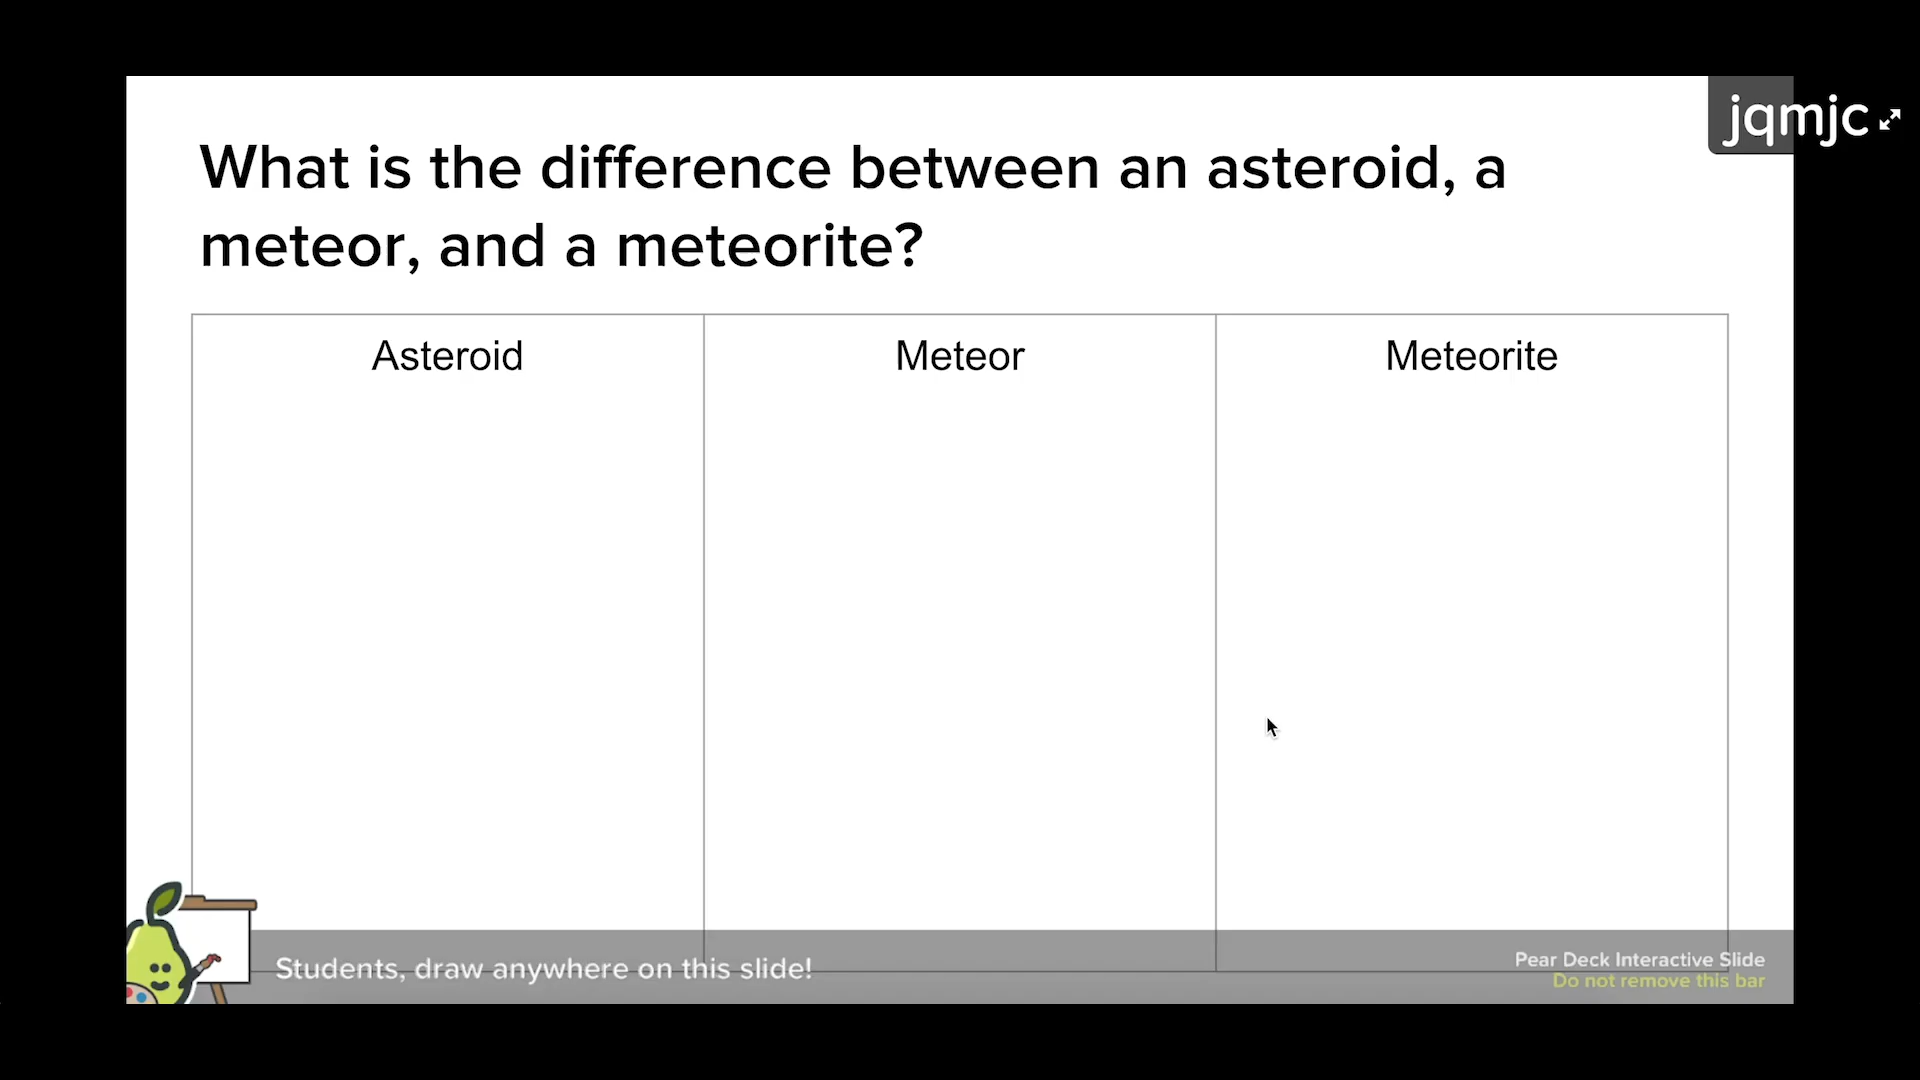 jqmjc
What is the difference between an asteroid, a
meteor, and a meteorite?
Asteroid
Meteor
Meteorite
Students, draw anywhere on this slide!
Pear Deck Interactive Slide
Do not remove this bar